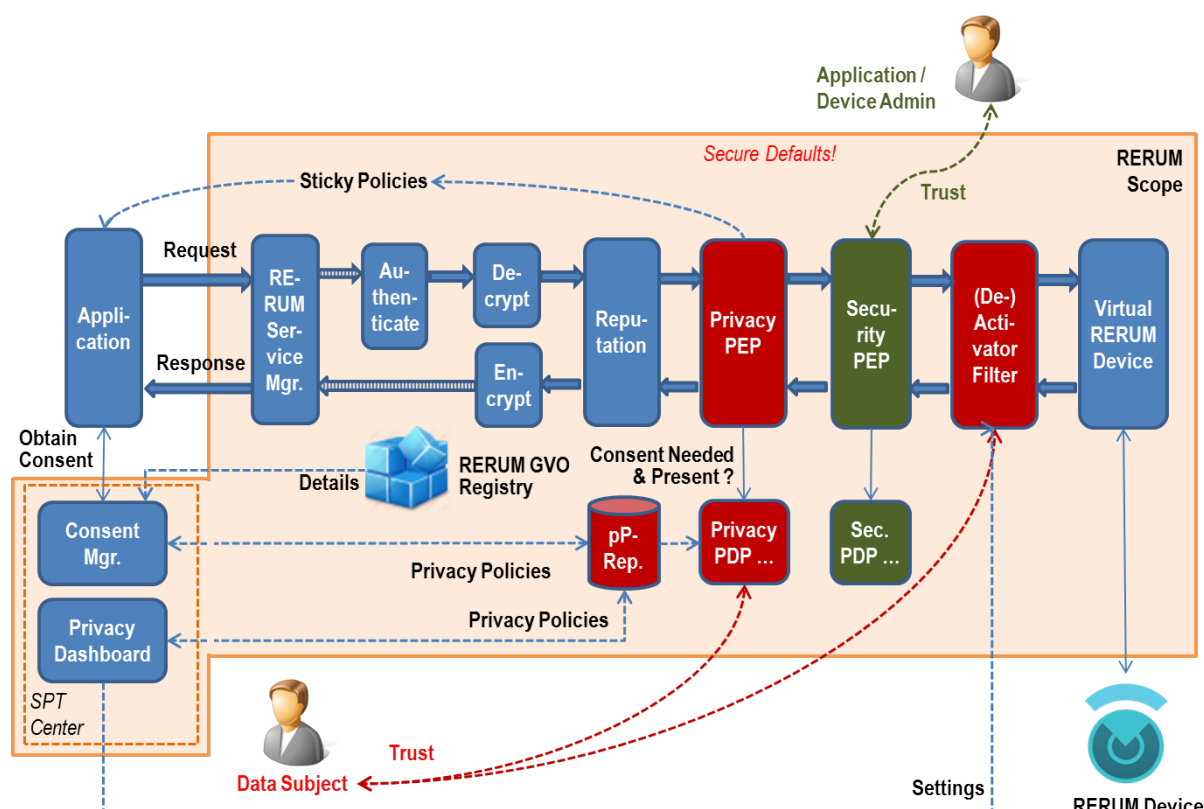 Application /
Device Admin
Secure Defaults!
RERUM
Scope
Sticky Policies
Trust
Request
Appli-
cation
RE-
RUM
Ser-
vice
Mgr.
Au-
then-
ticate
De-
crypt
Repu-
tation
Privacy
PEP
Secu-
rity
PEP
(De-)
Acti-
vator
Filter
Virtual
RERUM
Device
Response
En-
crypt
Obtain
Consent
Details
RERUM GVO
Registry
Consent Needed
& Present ?
Consent
Mgr.
pP-
Rep.
Privacy
PDP ...
Sec.
PDP ...
Privacy Policies
Privacy Policies
Privacy
Dashboard
SPT
Center
Trust
Data Subject
Settings
RERUM Device